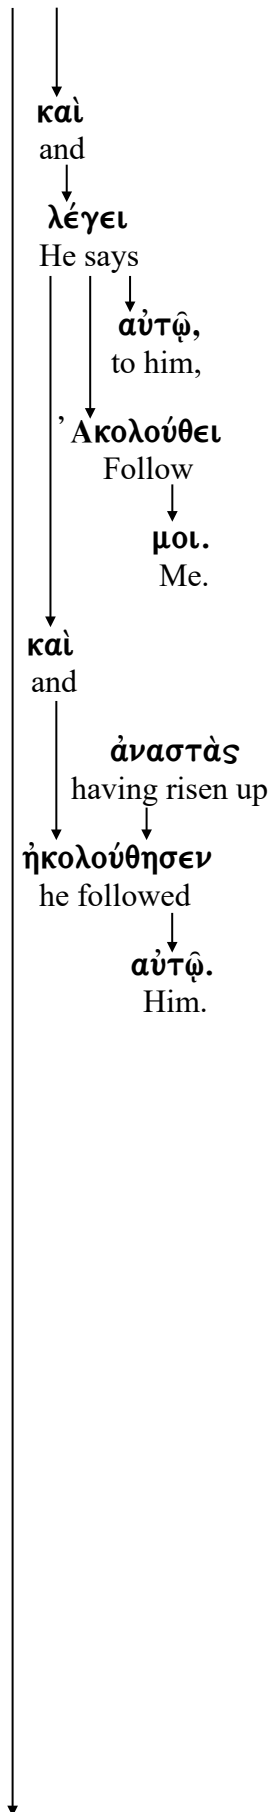 καὶ
and
λέγει
He says
αὐτῷ,
to him,
᾿Ακολούθει
Follow
μοι.
Me.
καὶ
and
ἀναστὰς
having risen up
ἠκολούθησεν
he followed
αὐτῷ.
Him.